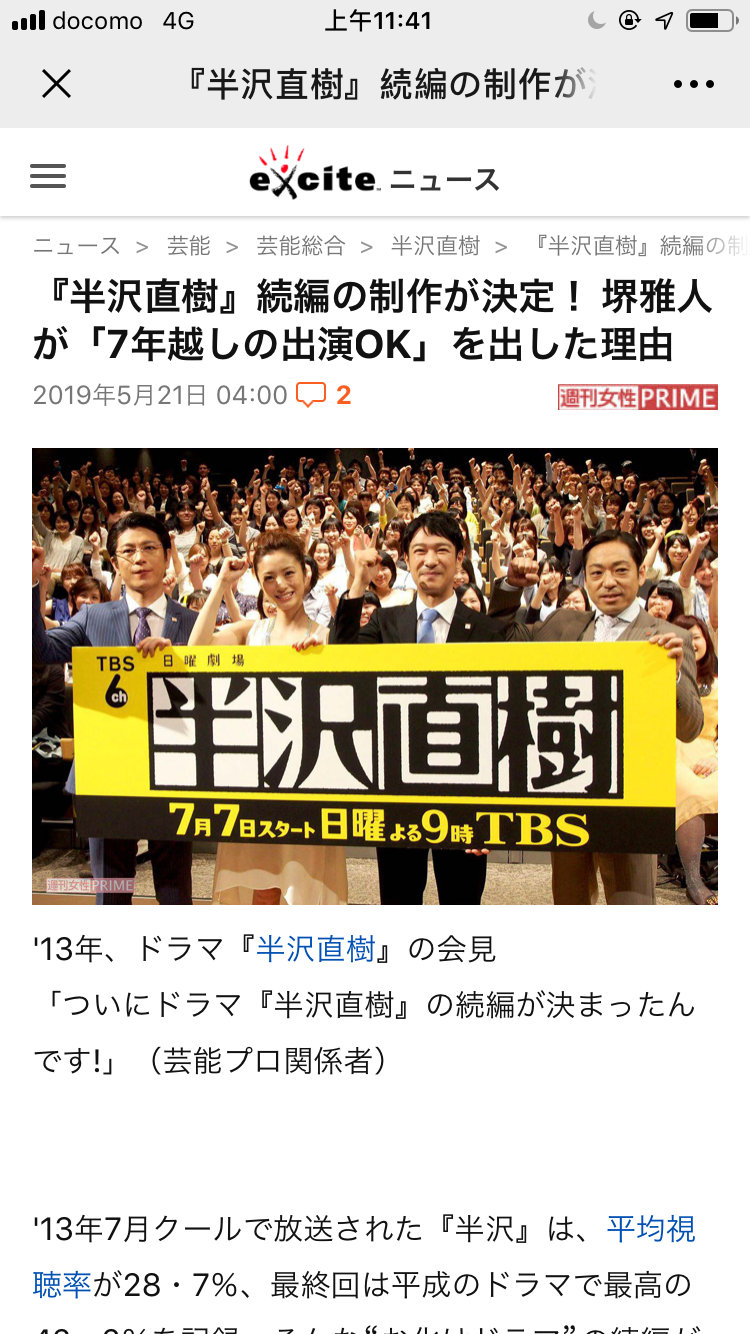 docomo 4G 上午11:41
『半沢直樹』続編の制作が
excite ニュース
ニュース > 芸能 > 芸能総合 > 半沢直樹 > 『半沢直樹』続編の制
『半沢直樹』続編の制作が決定！ 堺雅人
が「7年越しの出演OK」を出した理由
2019年5月21日 04:00 2
週刊女性PRIME
TBS 日曜劇場
6ch
半沢直樹
7月7日スタート日曜よる9時TBS
週刊女性PRIME
'13年、ドラマ『半沢直樹』の会見
「ついにドラマ『半沢直樹』の続編が決まったん
です!」（芸能プロ関係者）
'13年7月クールで放送された『半沢』は、平均視
聴率が28・7%、最終回は平成のドラマで最高の